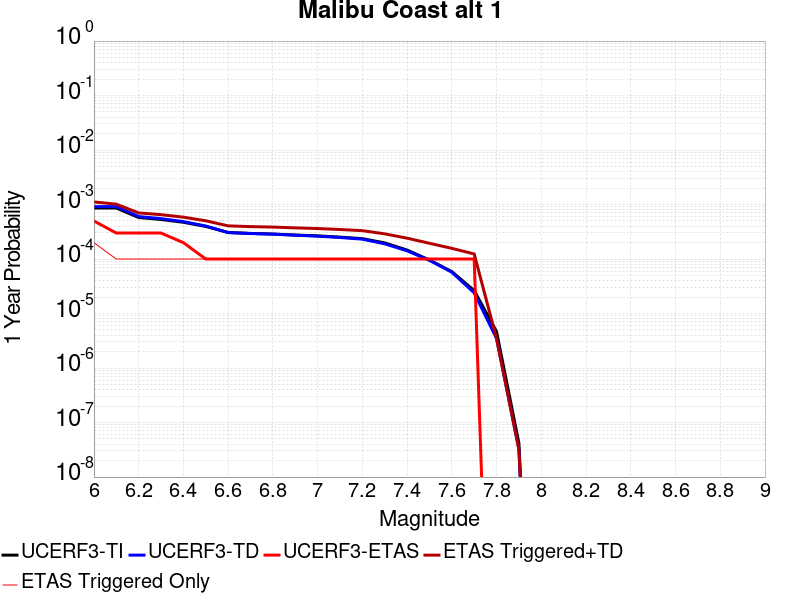 Malibu Coast alt 1
1 Year Probability
10^0
10^-1
10^-2
10^-3
10^-4
10^-5
10^-6
10^-7
10^-8
6 6.2 6.4 6.6 6.8 7 7.2 7.4 7.6 7.8 8 8.2 8.4 8.6 8.8 9
Magnitude
UCERF3-TI UCERF3-TD UCERF3-ETAS ETAS Triggered+TD
ETAS Triggered Only